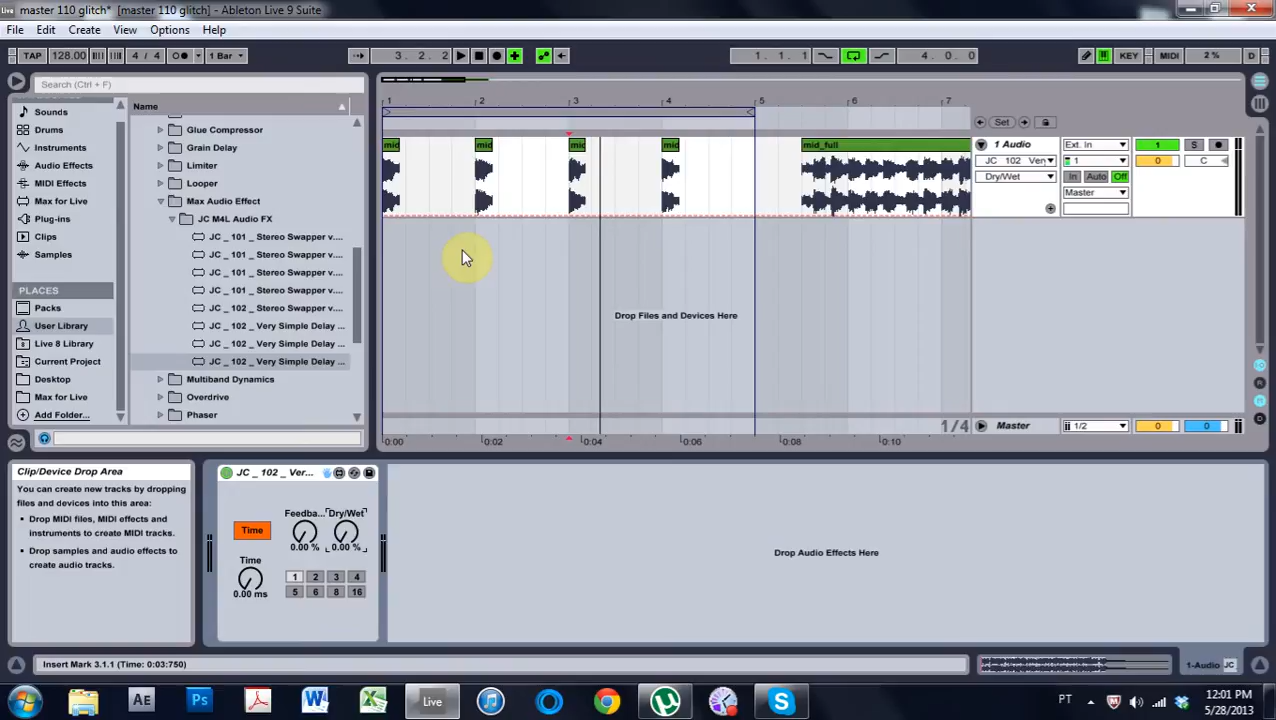 master 110 glitch* [master 110 glitch] - Ableton Live 9 Suite
File Edit Create View Options Help
TAP 128.00 4 / 4 1 Bar 3. 2. 2 1. 1. 1 4. 0. 0 KEY MIDI 2 % D
Search (Ctrl + F)
Sounds
Drums
Instruments
Audio Effects
MIDI Effects
Max for Live
Plug-ins
Clips
Samples
PLACES
Packs
User Library
Live 8 Library
Current Project
Desktop
Max for Live
Add Folder...
Name
Glue Compressor
Grain Delay
Limiter
Looper
Max Audio Effect
JC M4L Audio FX
JC _ 101 _ Stereo Swapper v....
JC _ 101 _ Stereo Swapper v....
JC _ 101 _ Stereo Swapper v....
JC _ 101 _ Stereo Swapper v....
JC _ 102 _ Stereo Swapper v....
JC _ 102 _ Very Simple Delay ...
JC _ 102 _ Very Simple Delay ...
JC _ 102 _ Very Simple Delay ...
Multiband Dynamics
Overdrive
Phaser
1 2 3 4 5 6 7
Set
mid mid mid mid mid_full
Drop Files and Devices Here
1/4
0:00 0:02 0:04 0:06 0:08 0:10
1 Audio Ext. In 1 S
JC _ 102 _ Very 1 0 C
Dry/Wet In Auto Off
Master
Master 1/2 0 0
Clip/Device Drop Area
You can create new tracks by dropping
files and devices into this area:
Drop MIDI files, MIDI effects and
instruments to create MIDI tracks.
Drop samples and audio effects to
create audio tracks.
JC _ 102 _ Ver...
Feedba... Dry/Wet
Time
0.00 % 0.00 %
Time
0.00 ms
1 2 3 4
5 6 8 16
Drop Audio Effects Here
Insert Mark 3.1.1 (Time: 0:03:750)
1-Audio JC
AE Ps Live
PT 12:01 PM
5/28/2013